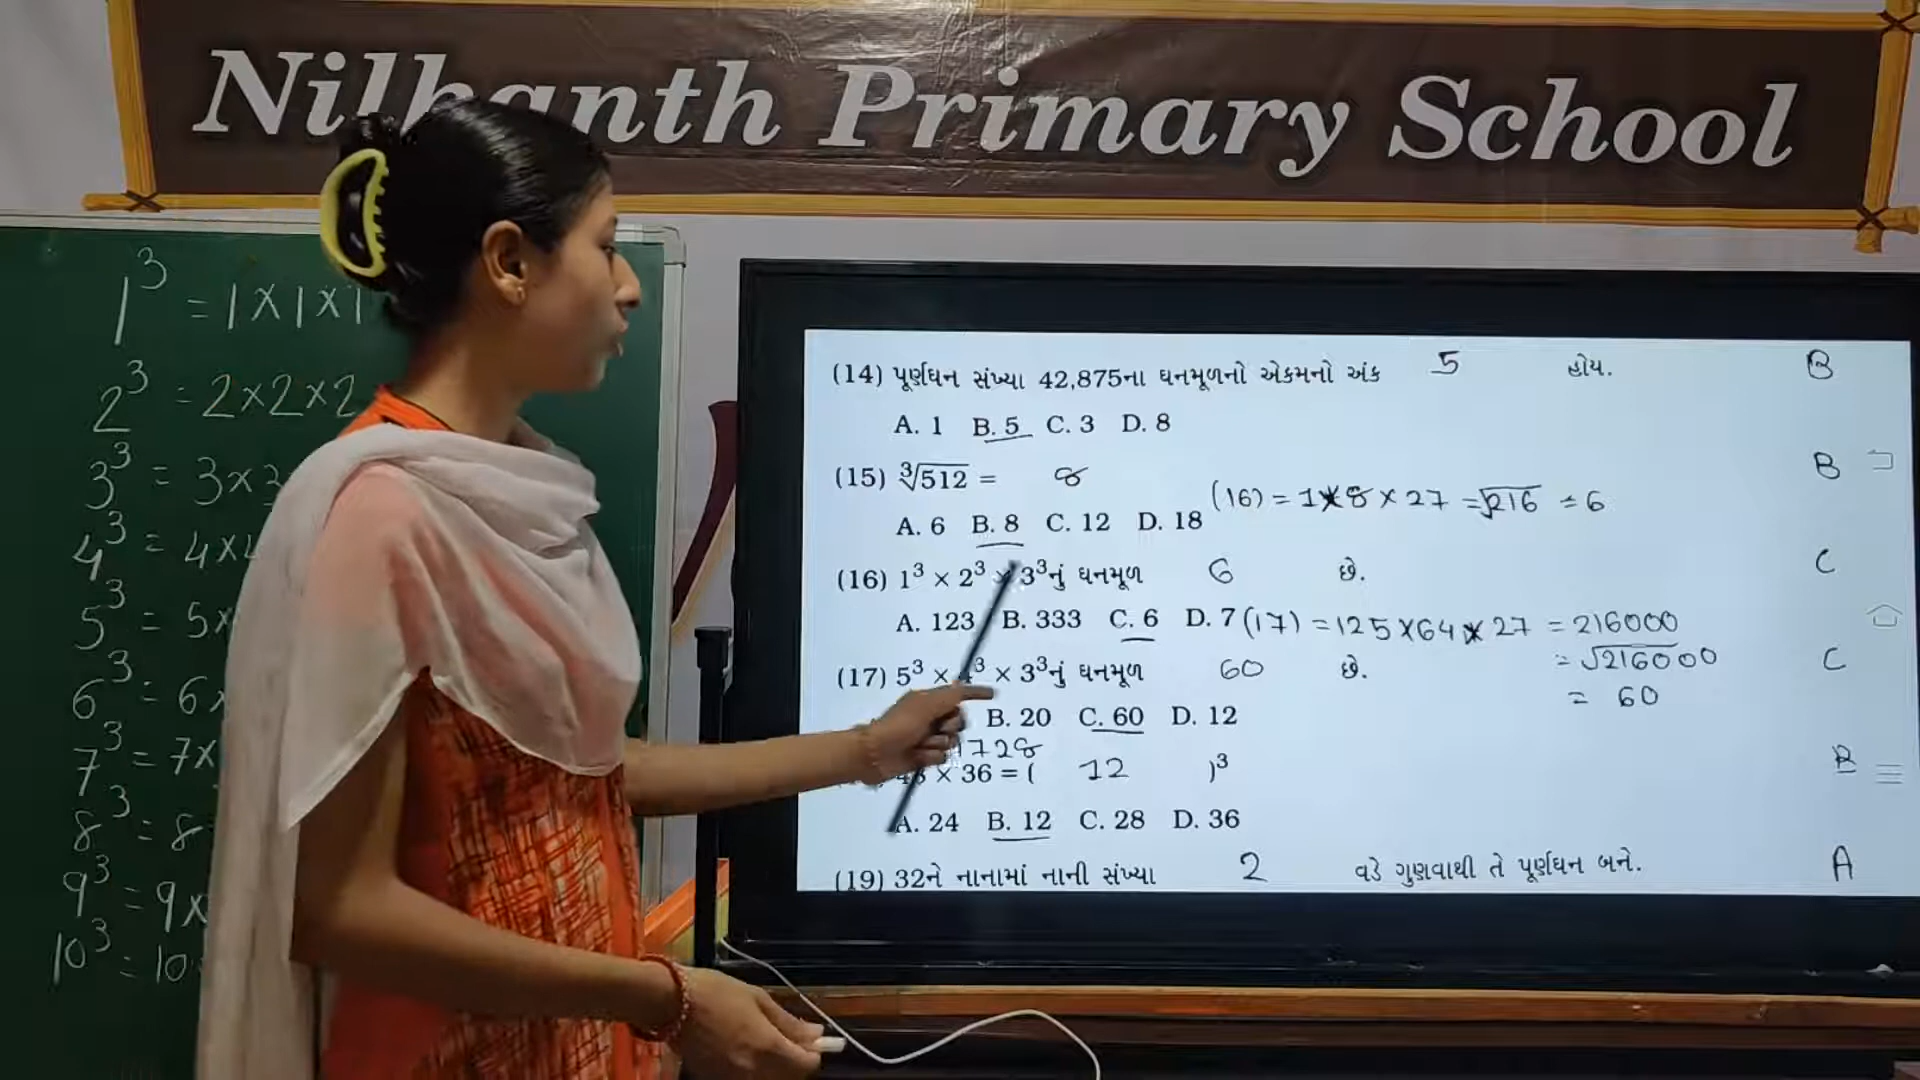 Nilkanth Primary School
1³ = 1 × 1 × 1
2³ = 2 × 2 × 2
3³ = 3 × 3
4³ = 4 ×
5³ = 5 ×
6³ = 6 ×
7³ = 7 ×
8³ = 8
9³ = 9 ×
10³ = 10
(14) પૂર્ણઘન સંખ્યા 42,875ના ઘનમૂળનો એકમનો અંક 5 હોય. B
A. 1 B. 5 C. 3 D. 8
(15) ∛512 = 8 B
(16) = 1 × 8 × 27 = √216 = 6
A. 6 B. 8 C. 12 D. 18
(16) 1³ × 2³ × 3³નું ઘનમૂળ 6 છે. C
A. 123 B. 333 C. 6 D. 7
(17) = 125 × 64 × 27 = 216000
= √216000
= 60
(17) 5³ × 4³ × 3³નું ઘનમૂળ 60 છે. C
B. 20 C. 60 D. 12
1728
48 × 36 = ( 12 )³ B
A. 24 B. 12 C. 28 D. 36
(19) 32ને નાનામાં નાની સંખ્યા 2 વડે ગુણવાથી તે પૂર્ણઘન બને. A